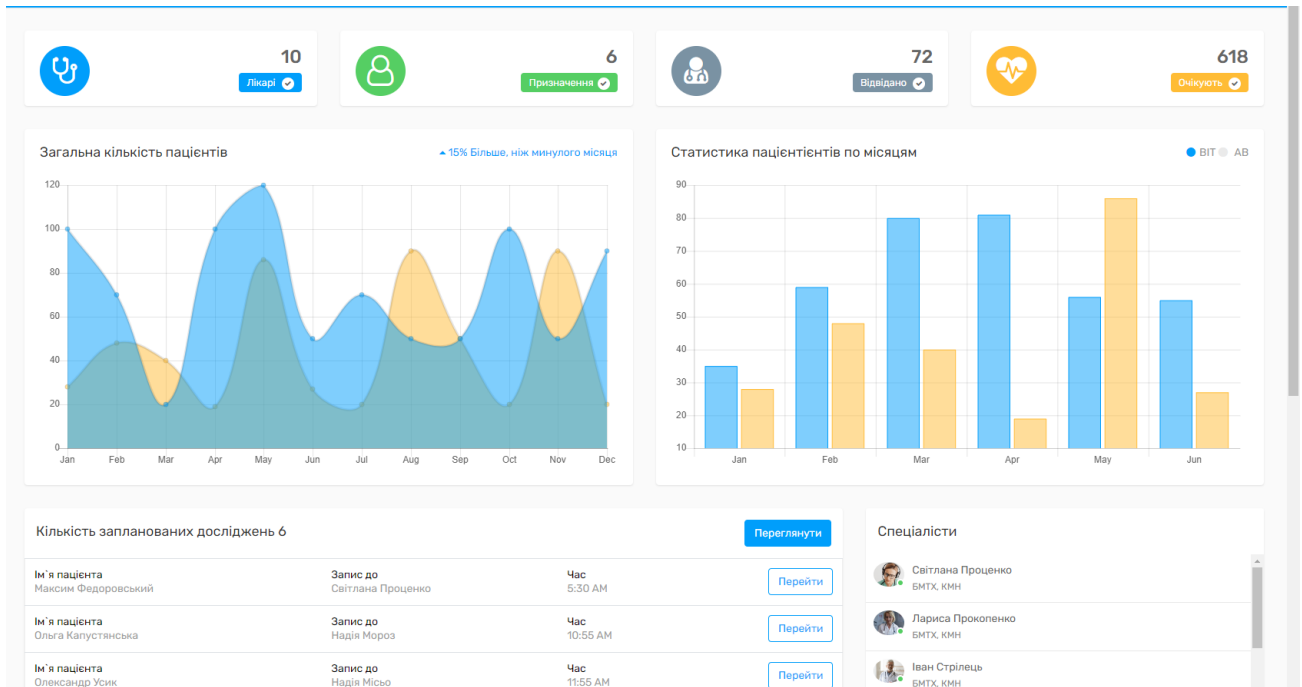 10
Лікарі
6
Призначення
72
Відвідано
618
Очікують
Загальна кількість пацієнтів
15% Більше, ніж минулого місяця
120
100
80
60
40
20
0
Jan Feb Mar Apr May Jun Jul Aug Sep Oct Nov Dec
Статистика пацієнтієнтів по місяцям
ВІТ АВ
90
80
70
60
50
40
30
20
10
Jan Feb Mar Apr May Jun
Кількість запланованих досліджень 6
Переглянути
Ім`я пацієнта Запис до Час
Максим Федоровський Світлана Проценко 5:30 AM
Перейти
Ім`я пацієнта Запис до Час
Ольга Капустянська Надія Мороз 10:55 AM
Перейти
Ім`я пацієнта Запис до Час
Олександр Усик Надія Місьо 11:55 AM
Перейти
Спеціалісти
Світлана Проценко
БМТХ, КМН
Лариса Прокопенко
БМТХ, КМН
Іван Стрілець
БМТХ, КМН